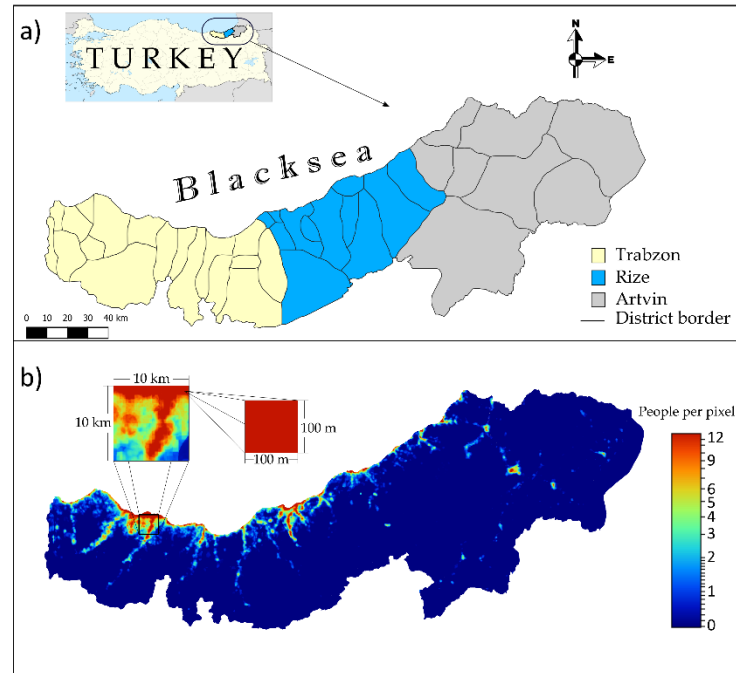 a)
TURKEY
N
E
Blacksea
Trabzon
Rize
Artvin
District border
0 10 20 30 40 km
b)
10 km
10 km
100 m
100 m
People per pixel
12
9
6
5
4
3
2
1
0